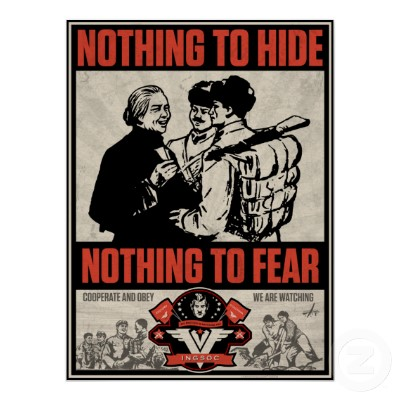 NOTHING TO HIDE
NOTHING TO FEAR
COOPERATE AND OBEY
WE ARE WATCHING
INGSOC
Z